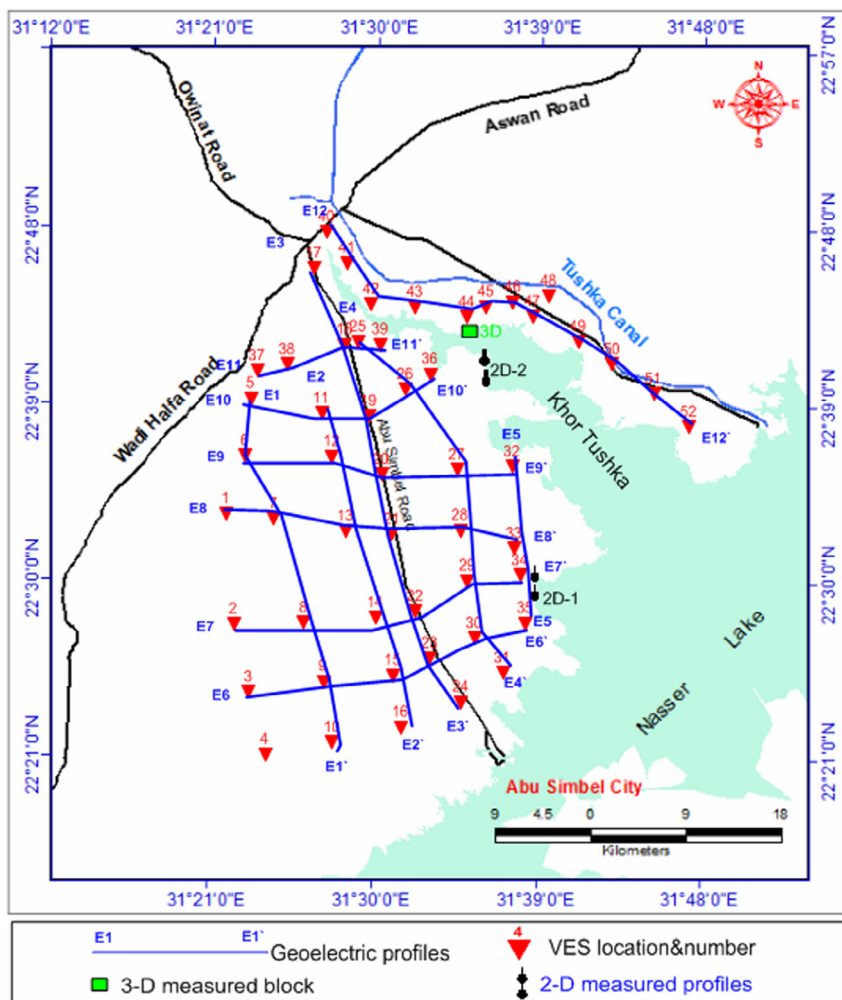 31°12'0"E 31°21'0"E 31°30'0"E 31°39'0"E 31°48'0"E
22°57'0"N
N
W E
S
Owinat Road
Aswan Road
E12
40
22°48'0"N 22°48'0"N
E3
17 41
Tushka Canal
42 43 44 45 46 47 48
E4
3D
49
18 25 39
E11`
50
2D-2
E11 37 38
E2
36
51
E10 5 E1
26 E10`
22°39'0"N 22°39'0"N
11 19
52
E12`
Khor Tushka
Wadi Halfa Road
Abu Simbel Road
E5
6 12 20 27 32
E9 E9`
E8 1 7 13 21 28
E8`
33
29 34 E7`
22°30'0"N 22°30'0"N
2D-1
2 8 14 22 35
E5
E7 30 E6`
Nasser Lake
3 9 15 23 31
E6 E4`
24
16 E3`
4 10 E2`
E1`
22°21'0"N 22°21'0"N
Abu Simbel City
9 4.5 0 9 18
Kilometers
31°21'0"E 31°30'0"E 31°39'0"E 31°48'0"E
E1 E1` Geoelectric profiles
4 VES location&number
3-D measured block
2-D measured profiles